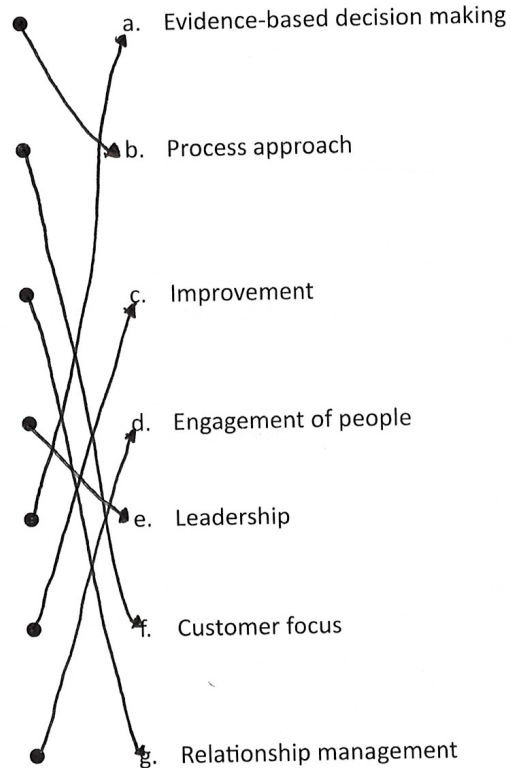 a. Evidence-based decision making
b. Process approach
c. Improvement
d. Engagement of people
e. Leadership
f. Customer focus
g. Relationship management